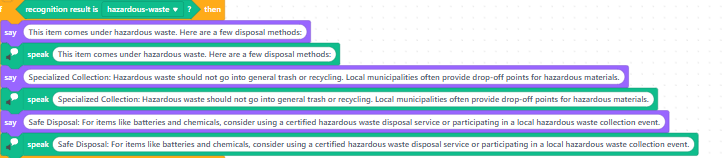 if recognition result is hazardous-waste ? then
say This item comes under hazardous waste. Here are a few disposal methods:
speak This item comes under hazardous waste. Here are a few disposal methods:
say Specialized Collection: Hazardous waste should not go into general trash or recycling. Local municipalities often provide drop-off points for hazardous materials.
speak Specialized Collection: Hazardous waste should not go into general trash or recycling. Local municipalities often provide drop-off points for hazardous materials.
say Safe Disposal: For items like batteries and chemicals, consider using a certified hazardous waste disposal service or participating in a local hazardous waste collection event.
speak Safe Disposal: For items like batteries and chemicals, consider using a certified hazardous waste disposal service or participating in a local hazardous waste collection event.